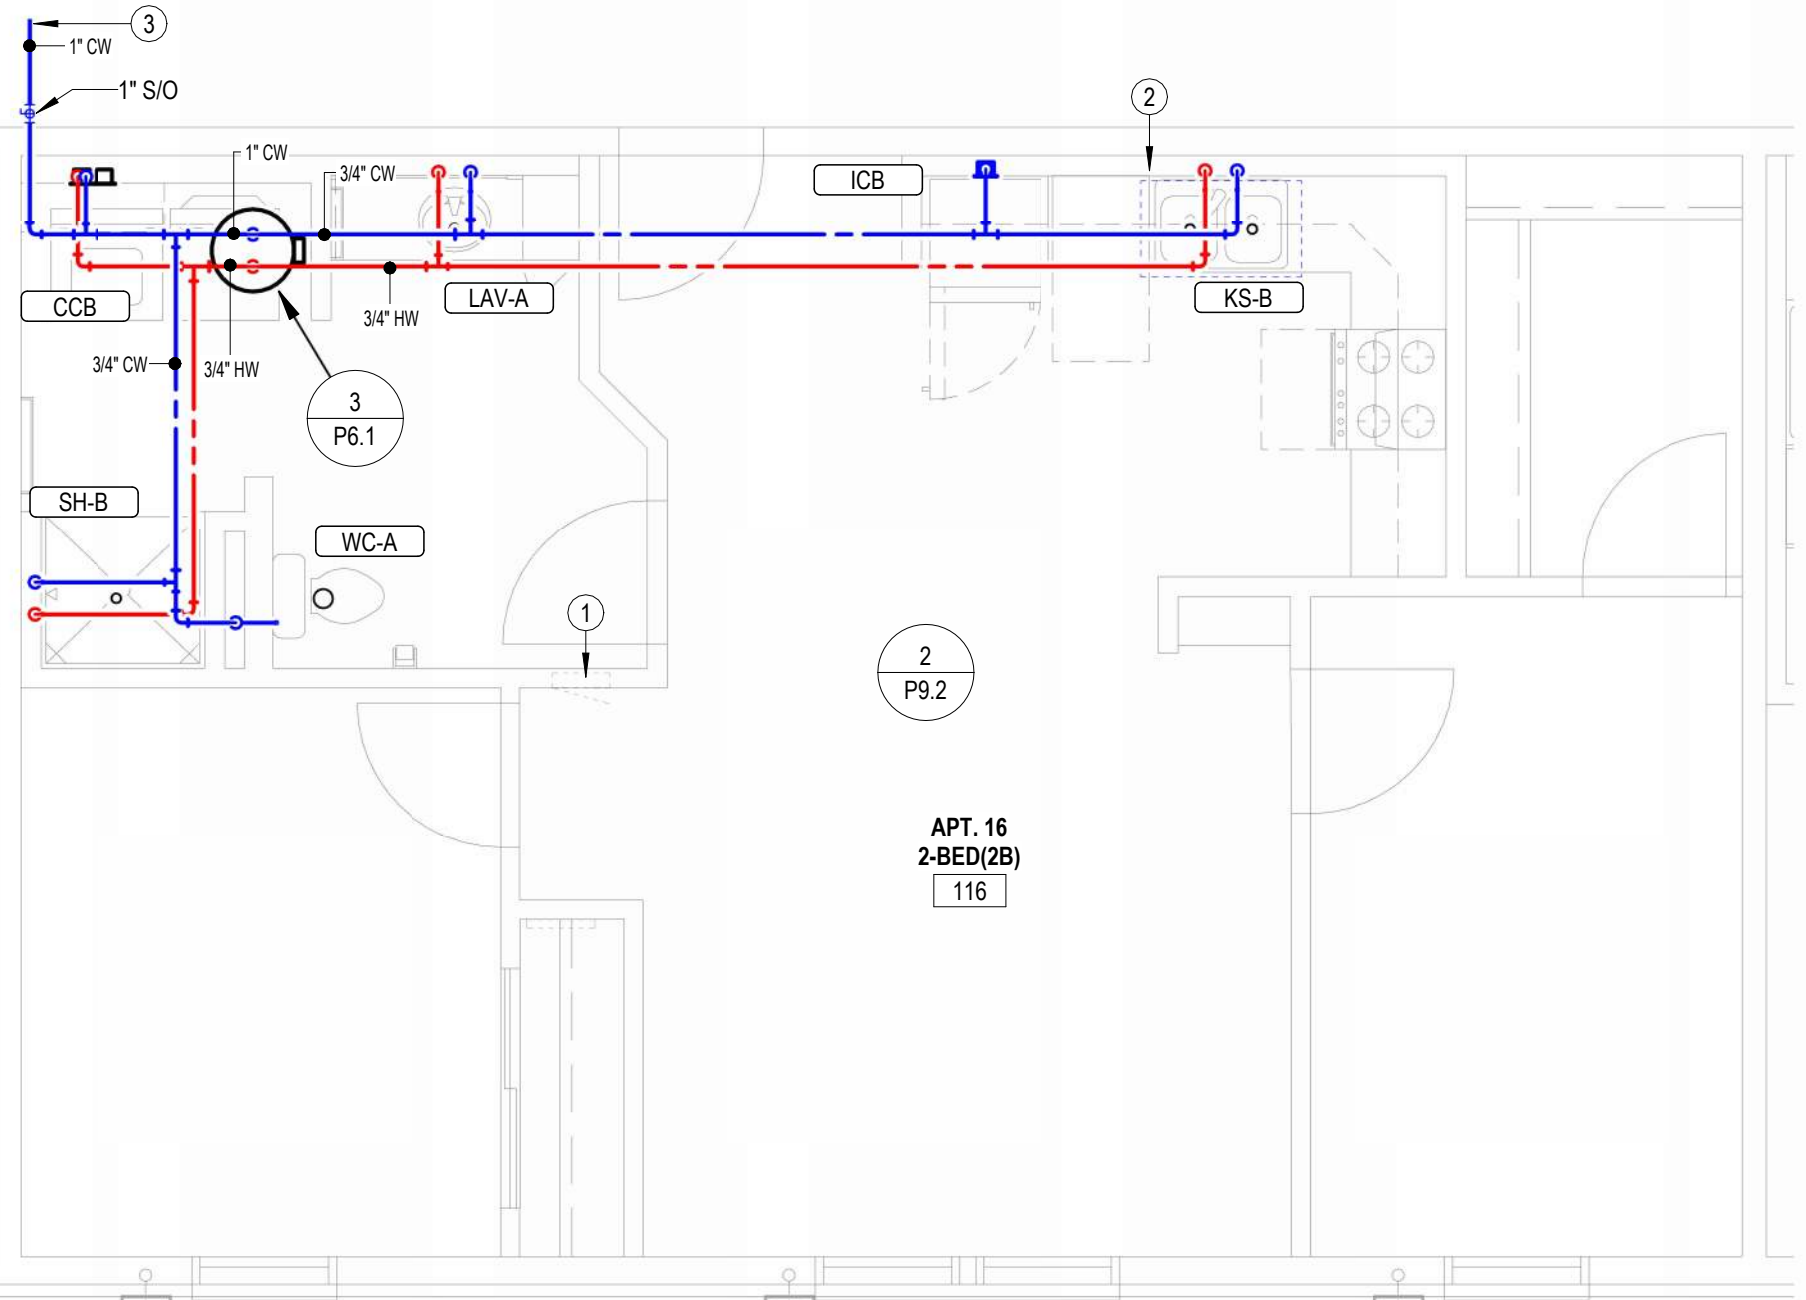 3
1" CW
1" S/O
2
1" CW
3/4" CW
ICB
CCB
LAV-A
KS-B
3/4" HW
3/4" CW
3/4" HW
3
P6.1
SH-B
WC-A
1
2
P9.2
APT. 16
2-BED(2B)
116